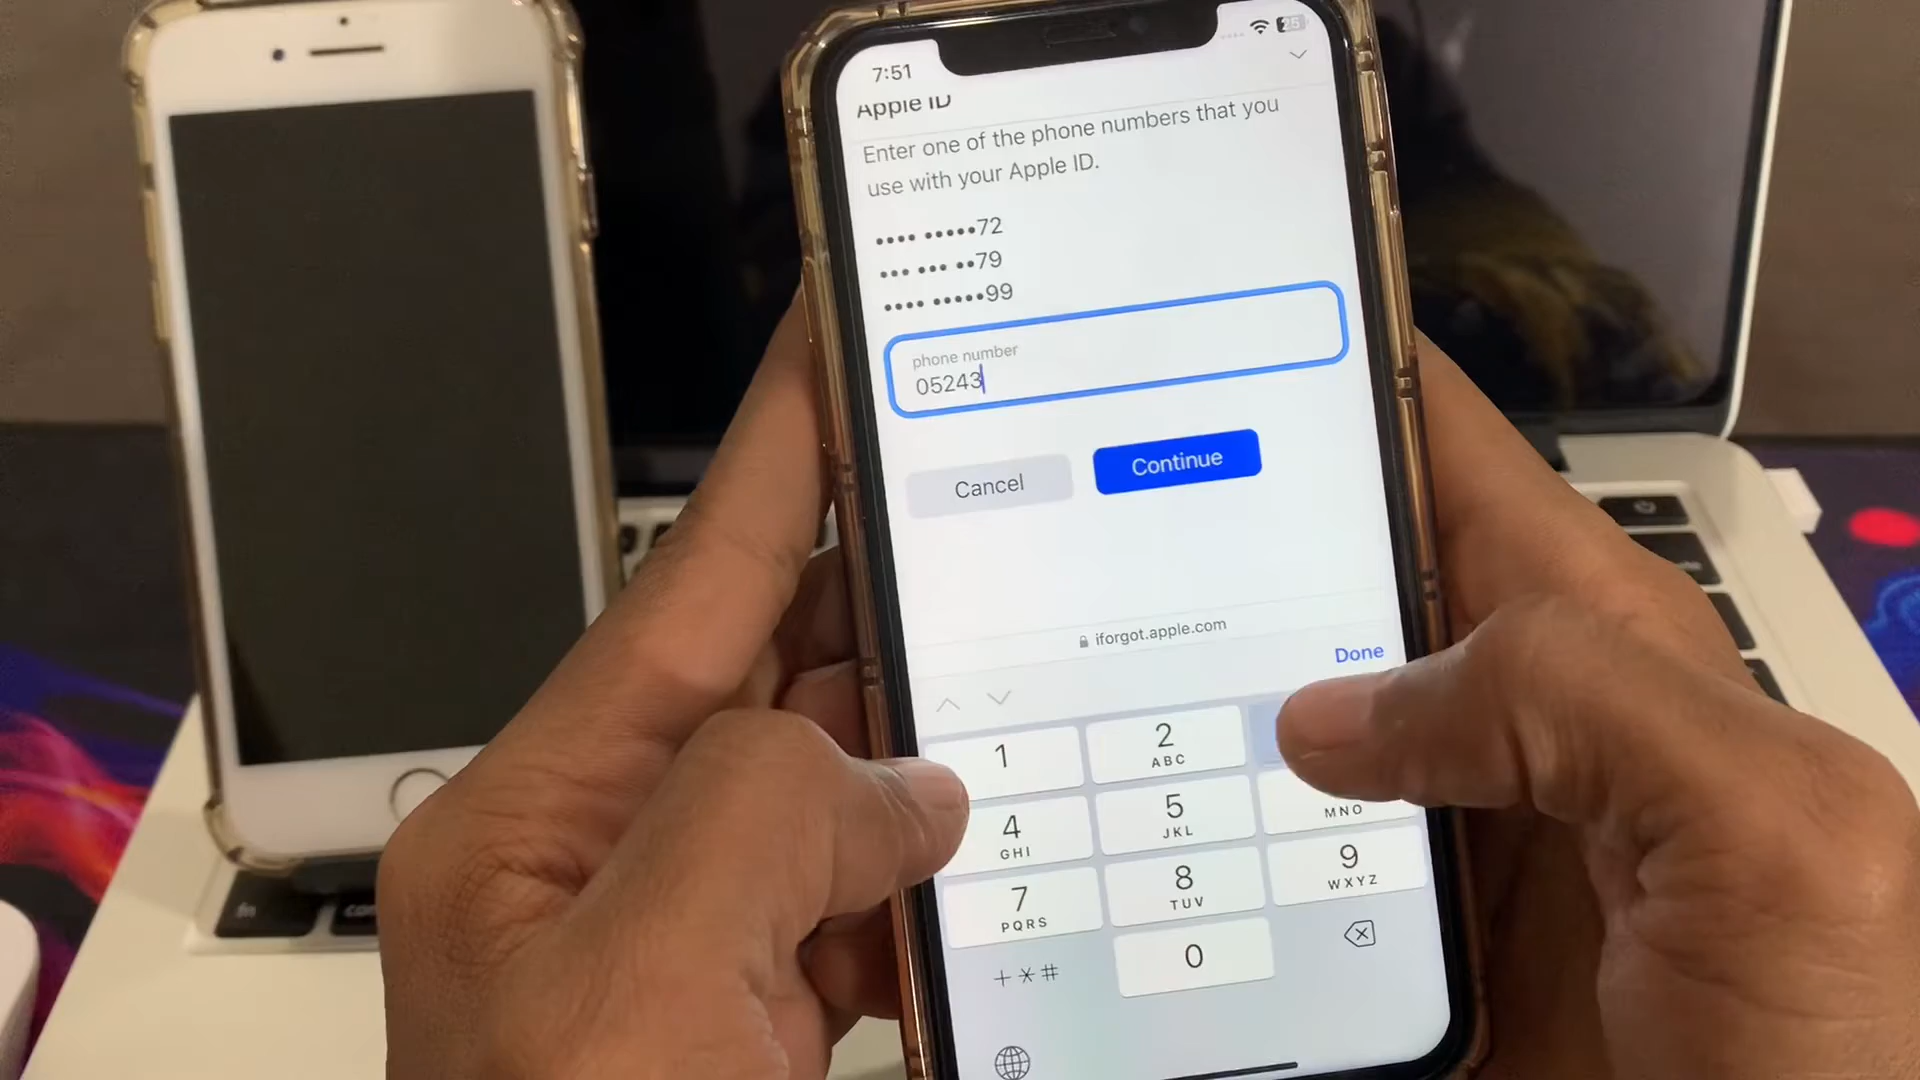 7:51
25
Apple ID
Enter one of the phone numbers that you
use with your Apple ID.
•••• •••••72
••• ••• ••79
•••• •••••99
phone number
05243
Cancel
Continue
iforgot.apple.com
Done
1
2
ABC
4
GHI
5
JKL
MNO
7
PQRS
8
TUV
9
WXYZ
+*#
0
fn